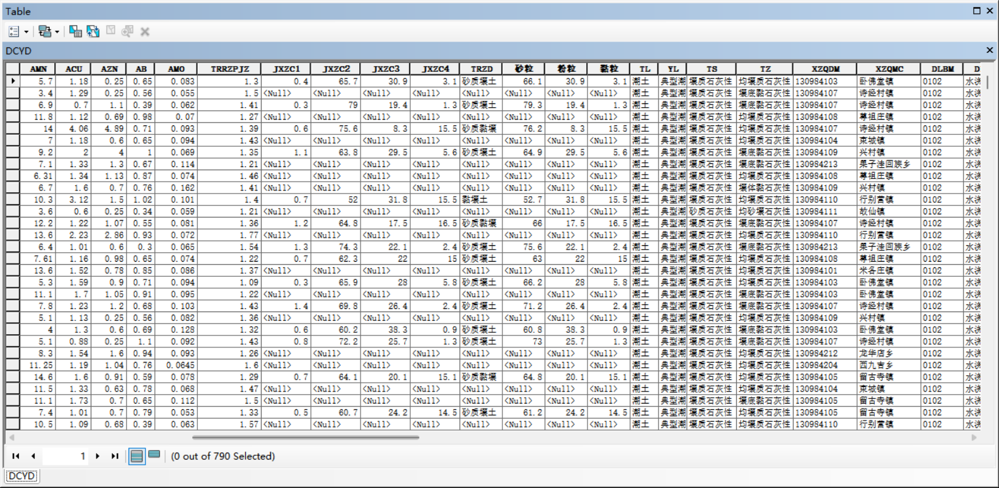 Table
DCYD
AMN ACU AZN AB AMO TRRZPJZ JXZC1 JXZC2 JXZC3 JXZC4 TRZD 砂粒 粉粒 黏粒 TL YL TS TZ XZQDM XZQMC DLBM D
5.7 1.18 0.25 0.65 0.083 1.3 0.4 65.7 30.9 3.1 砂质壤土 66.1 30.9 3.1 潮土 典型潮 壤质石灰性 均壤质石灰性 130984103 卧佛堂镇 0102 水浇
3.4 1.29 0.25 0.56 0.055 1.5 <Null> <Null> <Null> <Null> <Null> <Null> <Null> <Null> 潮土 典型潮 壤质石灰性 壤底黏石灰性 130984107 诗经村镇 0102 水浇
6.9 0.7 1.1 0.39 0.062 1.41 0.3 79 19.4 1.3 砂质壤土 79.3 19.4 1.3 潮土 典型潮 壤质石灰性 壤底黏石灰性 130984107 诗经村镇 0102 水浇
11.8 1.12 0.69 0.98 0.07 1.27 <Null> <Null> <Null> <Null> <Null> <Null> <Null> <Null> 潮土 典型潮 壤质石灰性 均壤质石灰性 130984108 尊祖庄镇 0102 水浇
14 4.06 4.89 0.71 0.093 1.39 0.6 75.6 8.3 15.5 砂质黏壤 76.2 8.3 15.5 潮土 典型潮 壤质石灰性 均壤质石灰性 130984107 诗经村镇 0102 水浇
7 1.18 0.6 0.65 0.094 1.43 <Null> <Null> <Null> <Null> <Null> <Null> <Null> <Null> 潮土 典型潮 壤质石灰性 均壤质石灰性 130984104 束城镇 0102 水浇
9.2 2 4 1 0.069 1.35 1.1 63.8 29.5 5.6 砂质壤土 64.9 29.5 5.6 潮土 典型潮 壤质石灰性 壤底黏石灰性 130984109 兴村镇 0102 水浇
7.1 1.33 1.3 0.67 0.114 1.21 <Null> <Null> <Null> <Null> <Null> <Null> <Null> <Null> 潮土 典型潮 壤质石灰性 壤底黏石灰性 130984213 果子洼回族乡 0102 水浇
6.31 1.34 1.13 0.87 0.074 1.46 <Null> <Null> <Null> <Null> <Null> <Null> <Null> <Null> 潮土 典型潮 壤质石灰性 均壤质石灰性 130984108 尊祖庄镇 0102 水浇
6.7 1.6 0.7 0.76 0.162 1.41 <Null> <Null> <Null> <Null> <Null> <Null> <Null> <Null> 潮土 典型潮 壤质石灰性 壤体黏石灰性 130984109 兴村镇 0102 水浇
10.3 3.12 1.5 1.02 0.101 1.4 0.7 52 31.8 15.5 黏壤土 52.7 31.8 15.5 潮土 典型潮 壤质石灰性 均壤质石灰性 130984110 行别营镇 0102 水浇
3.6 0.6 0.25 0.34 0.059 1.21 <Null> <Null> <Null> <Null> <Null> <Null> <Null> <Null> 潮土 典型潮 砂质石灰性 均砂壤石灰性 130984111 故仙镇 0102 水浇
12.2 1.22 1.07 0.55 0.081 1.36 1.2 64.8 17.5 16.5 砂质黏壤 66 17.5 16.5 潮土 典型潮 壤质石灰性 壤底黏石灰性 130984107 诗经村镇 0102 水浇
13.6 2.23 2.86 0.93 0.072 1.77 <Null> <Null> <Null> <Null> <Null> <Null> <Null> <Null> 潮土 典型潮 壤质石灰性 均壤质石灰性 130984110 行别营镇 0102 水浇
6.4 1.01 0.6 0.3 0.065 1.54 1.3 74.3 22.1 2.4 砂质壤土 75.6 22.1 2.4 潮土 典型潮 壤质石灰性 壤底黏石灰性 130984213 果子洼回族乡 0102 水浇
7.61 1.16 0.98 0.65 0.074 1.22 0.7 62.3 22 15 砂质壤土 63 22 15 潮土 典型潮 壤质石灰性 均壤质石灰性 130984108 尊祖庄镇 0102 水浇
13.6 1.52 0.78 0.85 0.086 1.37 <Null> <Null> <Null> <Null> <Null> <Null> <Null> <Null> 潮土 典型潮 壤质石灰性 均壤质石灰性 130984101 米各庄镇 0102 水浇
5.3 1.59 0.9 0.71 0.094 1.09 0.3 65.9 28 5.8 砂质壤土 66.2 28 5.8 潮土 典型潮 壤质石灰性 均壤质石灰性 130984103 卧佛堂镇 0102 水浇
11.1 1.7 1.05 0.91 0.095 1.22 <Null> <Null> <Null> <Null> <Null> <Null> <Null> <Null> 潮土 典型潮 壤质石灰性 壤底黏石灰性 130984103 卧佛堂镇 0102 水浇
7.8 1.23 1.2 0.68 0.103 1.43 1.4 69.8 26.4 2.4 砂质壤土 71.2 26.4 2.4 潮土 典型潮 壤质石灰性 壤底黏石灰性 130984107 诗经村镇 0102 水浇
5.1 1.13 0.25 0.56 0.082 1.36 <Null> <Null> <Null> <Null> <Null> <Null> <Null> <Null> 潮土 典型潮 壤质石灰性 均壤质石灰性 130984109 兴村镇 0102 水浇
4 1.3 0.6 0.69 0.128 1.32 0.6 60.2 38.3 0.9 砂质壤土 60.8 38.3 0.9 潮土 典型潮 壤质石灰性 壤底黏石灰性 130984103 卧佛堂镇 0102 水浇
5.1 0.88 0.25 1.1 0.092 1.43 0.8 72.2 25.7 1.3 砂质壤土 73 25.7 1.3 潮土 典型潮 壤质石灰性 壤底黏石灰性 130984107 诗经村镇 0102 水浇
8.3 1.54 1.6 0.94 0.093 1.26 <Null> <Null> <Null> <Null> <Null> <Null> <Null> <Null> 潮土 典型潮 壤质石灰性 均壤质石灰性 130984212 龙华店乡 0102 水浇
11.25 1.19 1.04 0.76 0.0645 1.6 <Null> <Null> <Null> <Null> <Null> <Null> <Null> <Null> 潮土 典型潮 壤质石灰性 均壤质石灰性 130984204 西九吉乡 0102 水浇
14.6 1.6 0.91 0.59 0.078 1.29 0.7 64.1 20.1 15.1 砂质黏壤 64.8 20.1 15.1 潮土 典型潮 壤质石灰性 均壤质石灰性 130984105 留古寺镇 0102 水浇
11.5 1.33 0.63 0.78 0.068 1.47 <Null> <Null> <Null> <Null> <Null> <Null> <Null> <Null> 潮土 典型潮 壤质石灰性 均壤质石灰性 130984104 束城镇 0102 水浇
11.1 1.73 0.7 0.65 0.112 1.5 <Null> <Null> <Null> <Null> <Null> <Null> <Null> <Null> 潮土 典型潮 壤质石灰性 壤底黏石灰性 130984105 留古寺镇 0102 水浇
7.4 1.01 0.7 0.79 0.053 1.33 0.5 60.7 24.2 14.5 砂质壤土 61.2 24.2 14.5 潮土 典型潮 壤质石灰性 均壤质石灰性 130984105 留古寺镇 0102 水浇
10.5 1.09 0.68 0.39 0.063 1.57 <Null> <Null> <Null> <Null> <Null> <Null> <Null> <Null> 潮土 典型潮 壤质石灰性 均壤质石灰性 130984110 行别营镇 0102 水浇
1 (0 out of 790 Selected)
DCYD